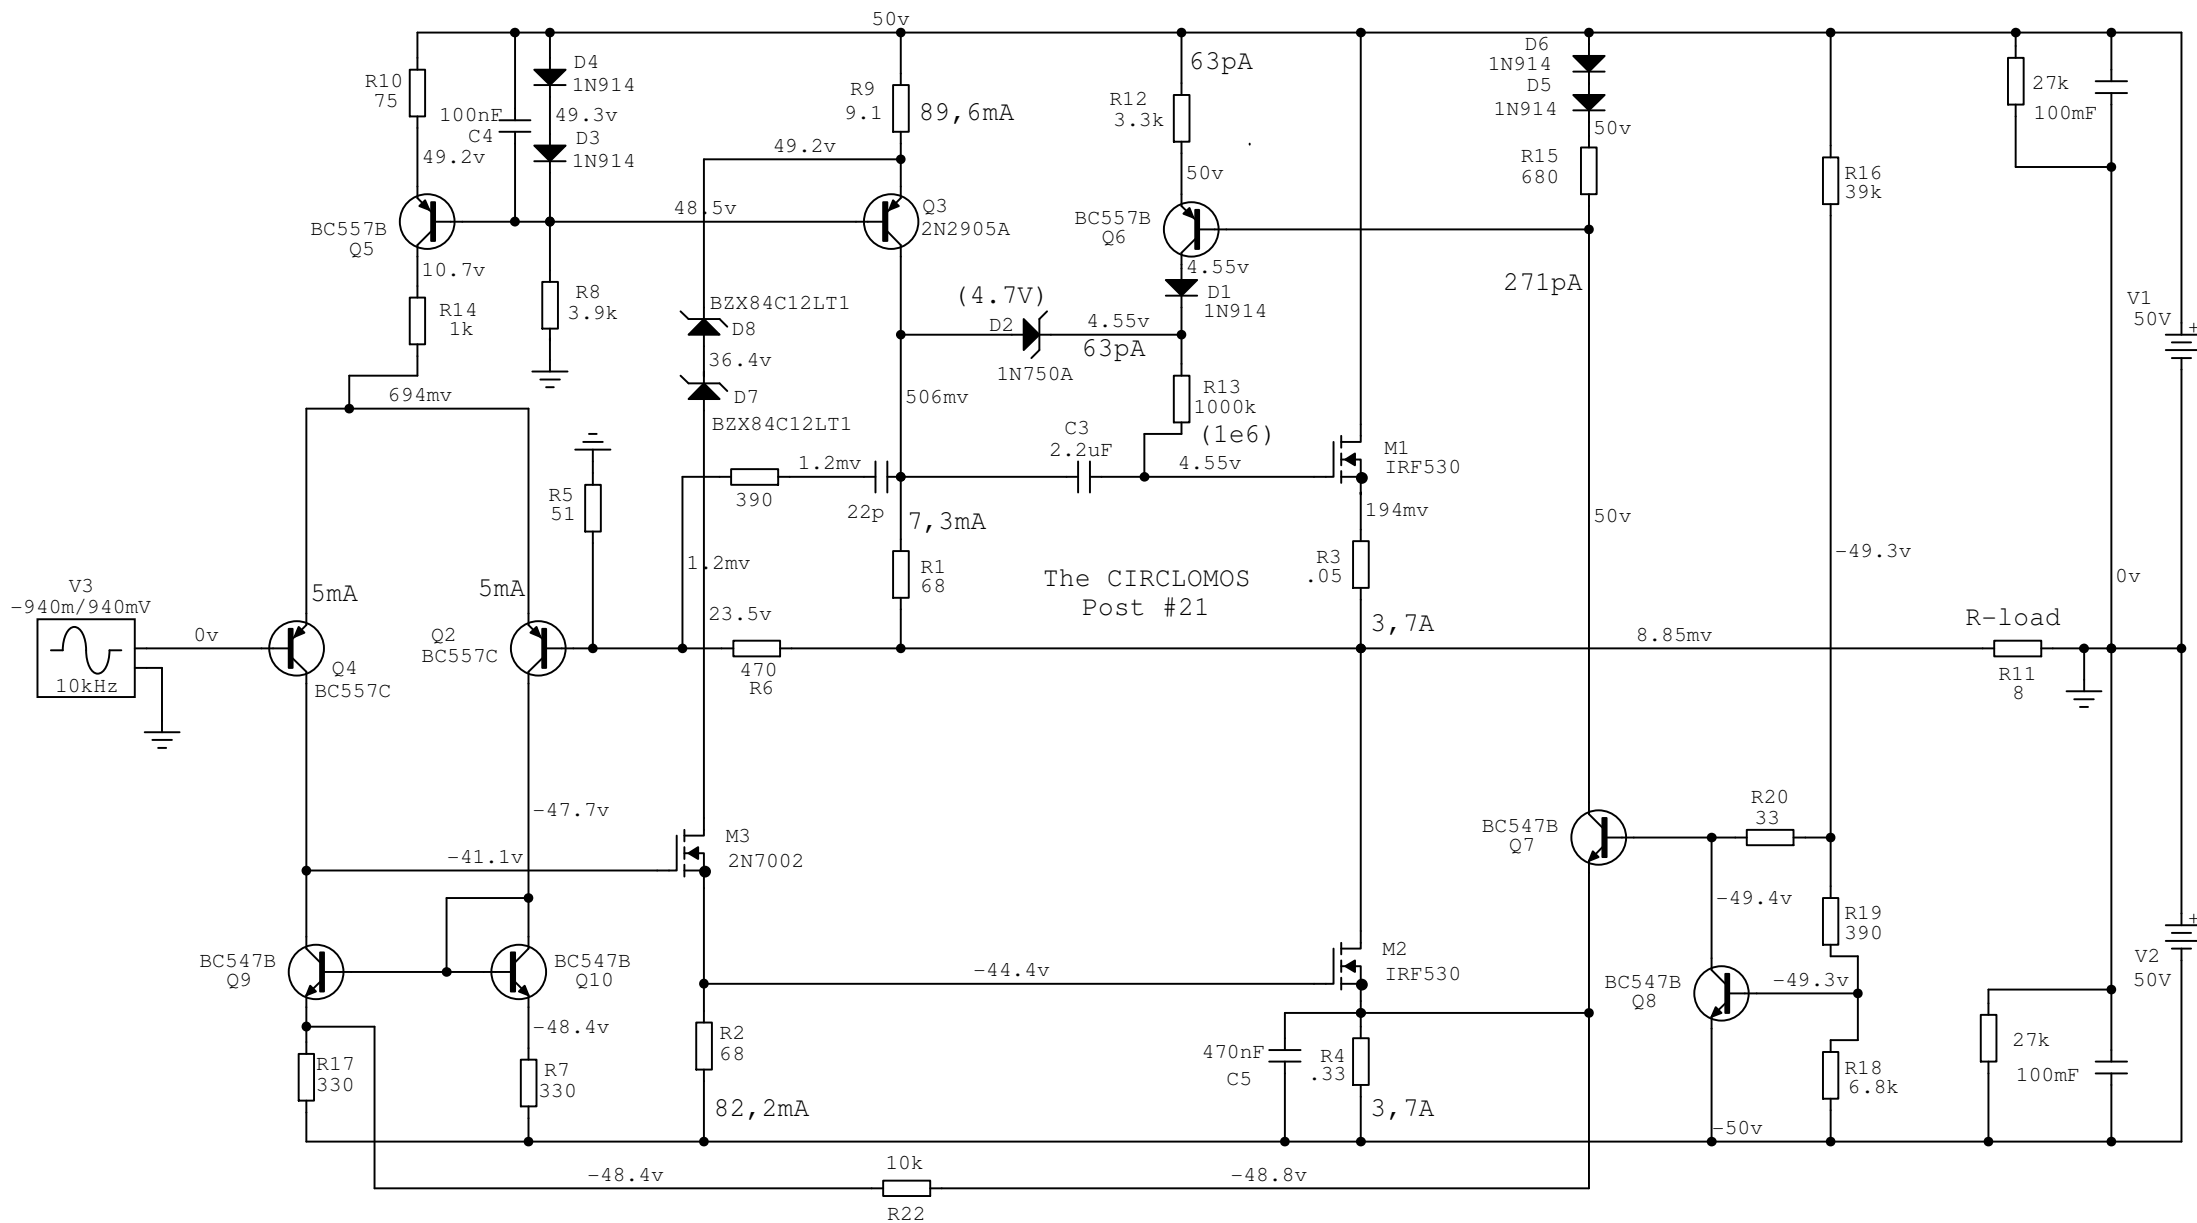 50v
R10
75
100nF
C4
D4
1N914
49.3v
D3
1N914
49.2v
R9
9.1
89,6mA
49.2v
63pA
R12
3.3k
50v
D6
1N914
D5
1N914
50v
R15
680
R16
39k
27k
100mF
BC557B
Q5
10.7v
48.5v
Q3
2N2905A
BC557B
Q6
4.55v
D1
1N914
271pA
R14
1k
R8
3.9k
BZX84C12LT1
D8
36.4v
D7
BZX84C12LT1
(4.7V)
D2
4.55v
63pA
1N750A
V1
50V
+
694mv
506mv
R13
1000k
(1e6)
C3
2.2uF
4.55v
M1
IRF530
194mv
1.2mv
390
22p
R5
51
7,3mA
50v
-49.3v
1.2mv
R1
68
The CIRCLOMOS
Post #21
R3
.05
3,7A
0v
V3
-940m/940mV
10kHz
0v
5mA
5mA
Q4
BC557C
Q2
BC557C
23.5v
470
R6
8.85mv
R-load
R11
8
-47.7v
-41.1v
M3
2N7002
BC547B
Q7
R20
33
-49.4v
R19
390
BC547B
Q9
BC547B
Q10
-44.4v
M2
IRF530
BC547B
Q8
-49.3v
V2
50V
+
-48.4v
R17
330
R7
330
R2
68
82,2mA
470nF
C5
R4
.33
3,7A
R18
6.8k
-50v
27k
100mF
-48.4v
10k
R22
-48.8v